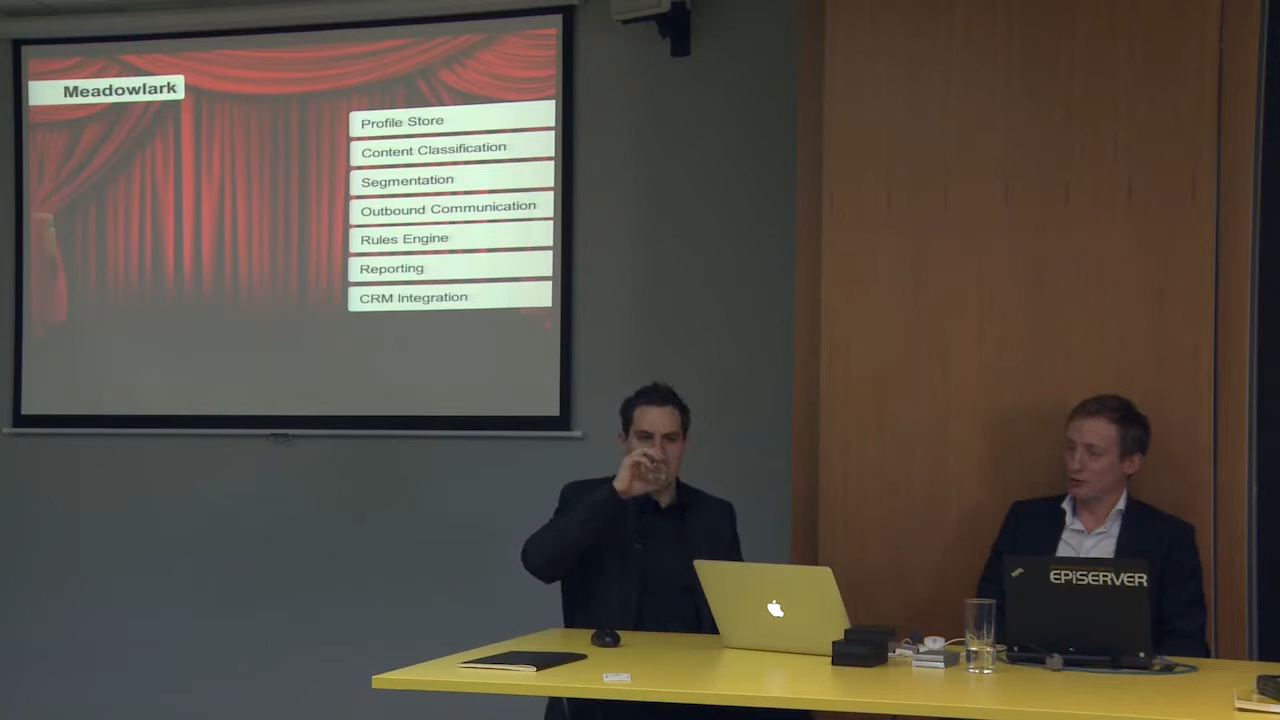 Meadowlark
Profile Store
Content Classification
Segmentation
Outbound Communication
Rules Engine
Reporting
CRM Integration
EPiSERVER